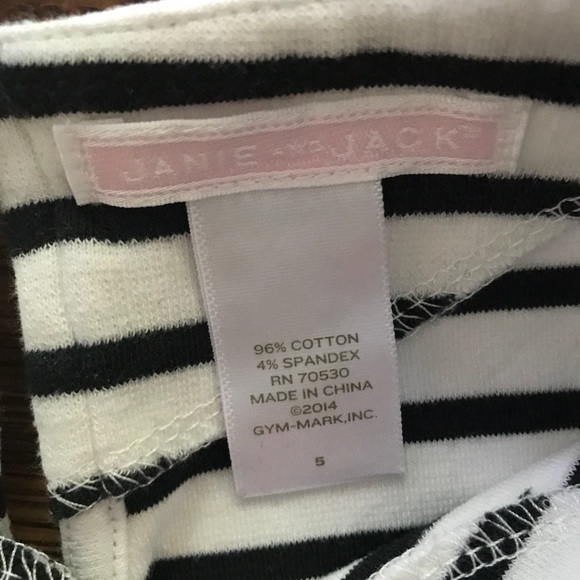 JANIE AND JACK
96% COTTON
4% SPANDEX
RN 70530
MADE IN CHINA
©2014
GYM-MARK,INC.
5